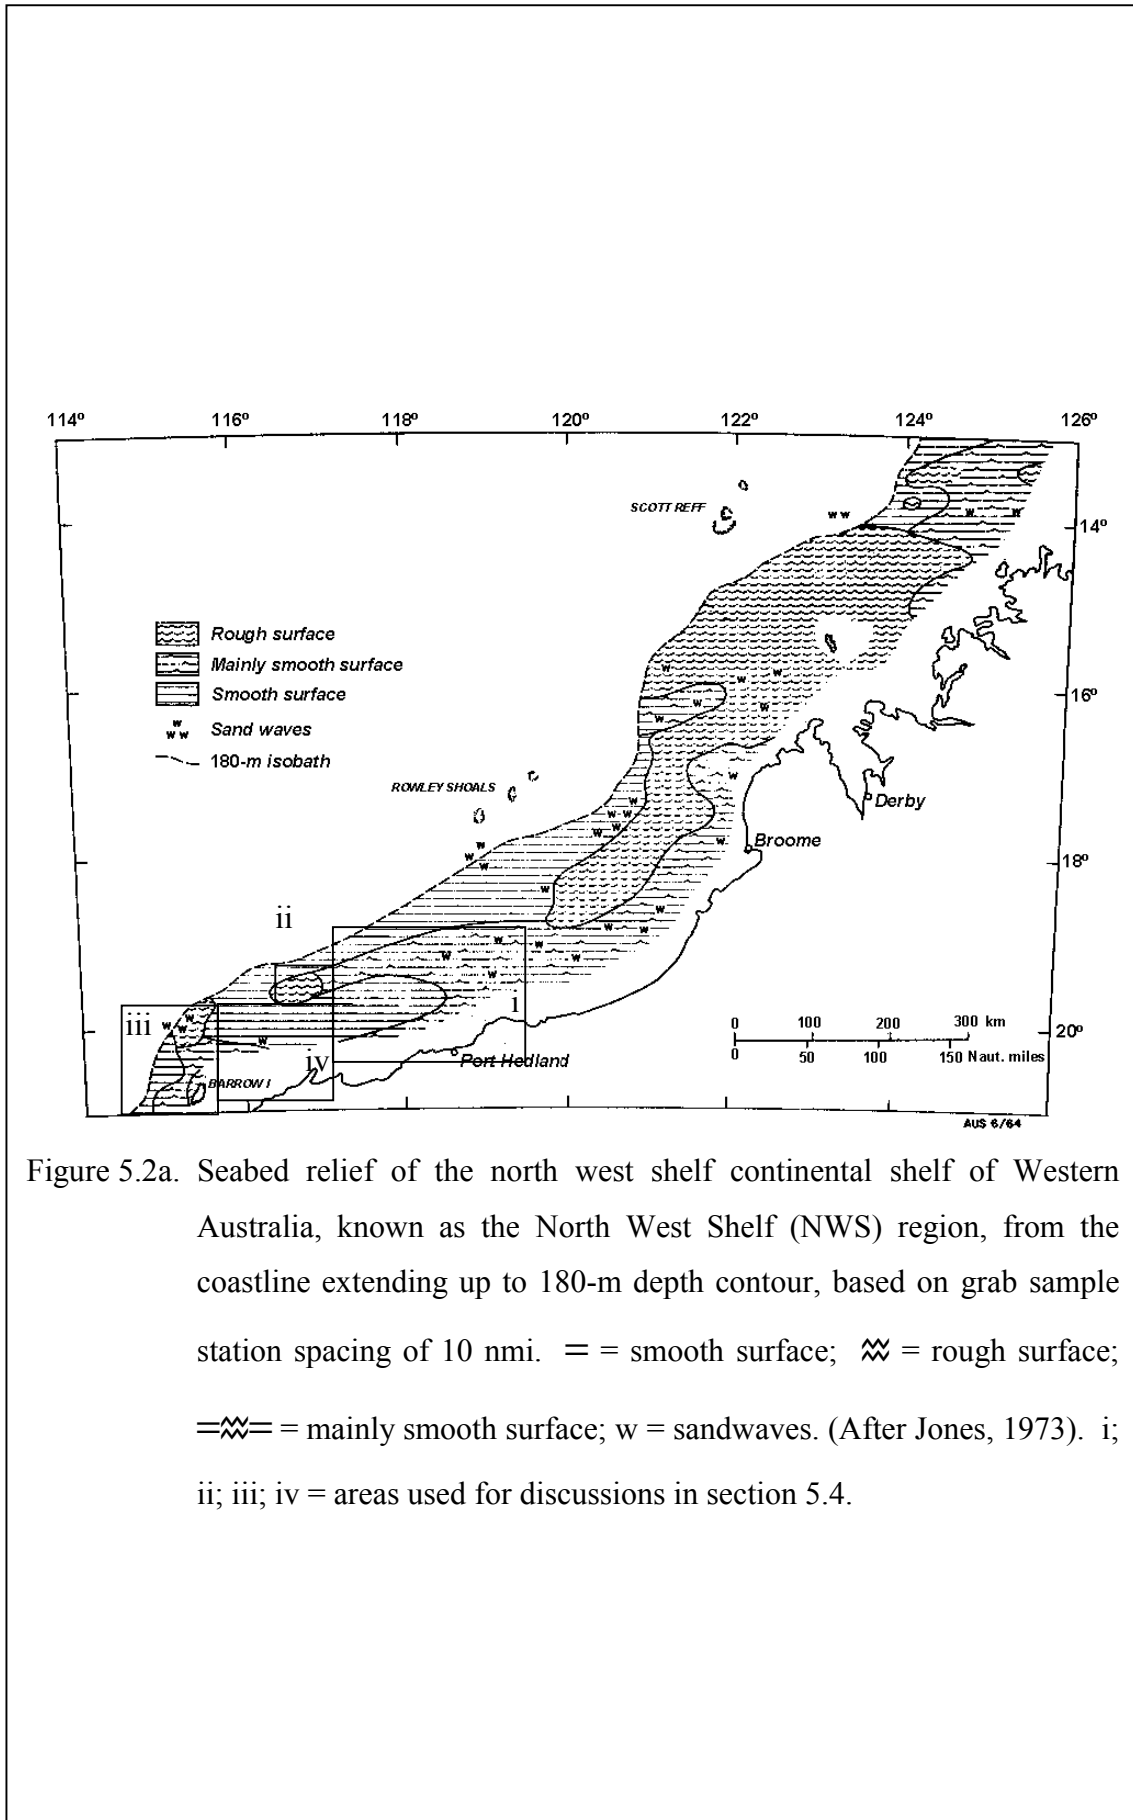 114º 116º 118º 120º 122º 124º 126º
SCOTT REFF
w w
14º
Rough surface
Mainly smooth surface
Smooth surface
w
w w
Sand waves
180-m isobath
16º
ROWLEY SHOALS
Derby
Broome
18º
ii
i
iii
iv
Port Hedland
BARROW I
0 100 200 300 km
0 50 100 150 Naut. miles
20º
AUS 6/64
Figure 5.2a. Seabed relief of the north west shelf continental shelf of Western
Australia, known as the North West Shelf (NWS) region, from the
coastline extending up to 180-m depth contour, based on grab sample
station spacing of 10 nmi. = = smooth surface; = rough surface;
= mainly smooth surface; w = sandwaves. (After Jones, 1973). i;
ii; iii; iv = areas used for discussions in section 5.4.